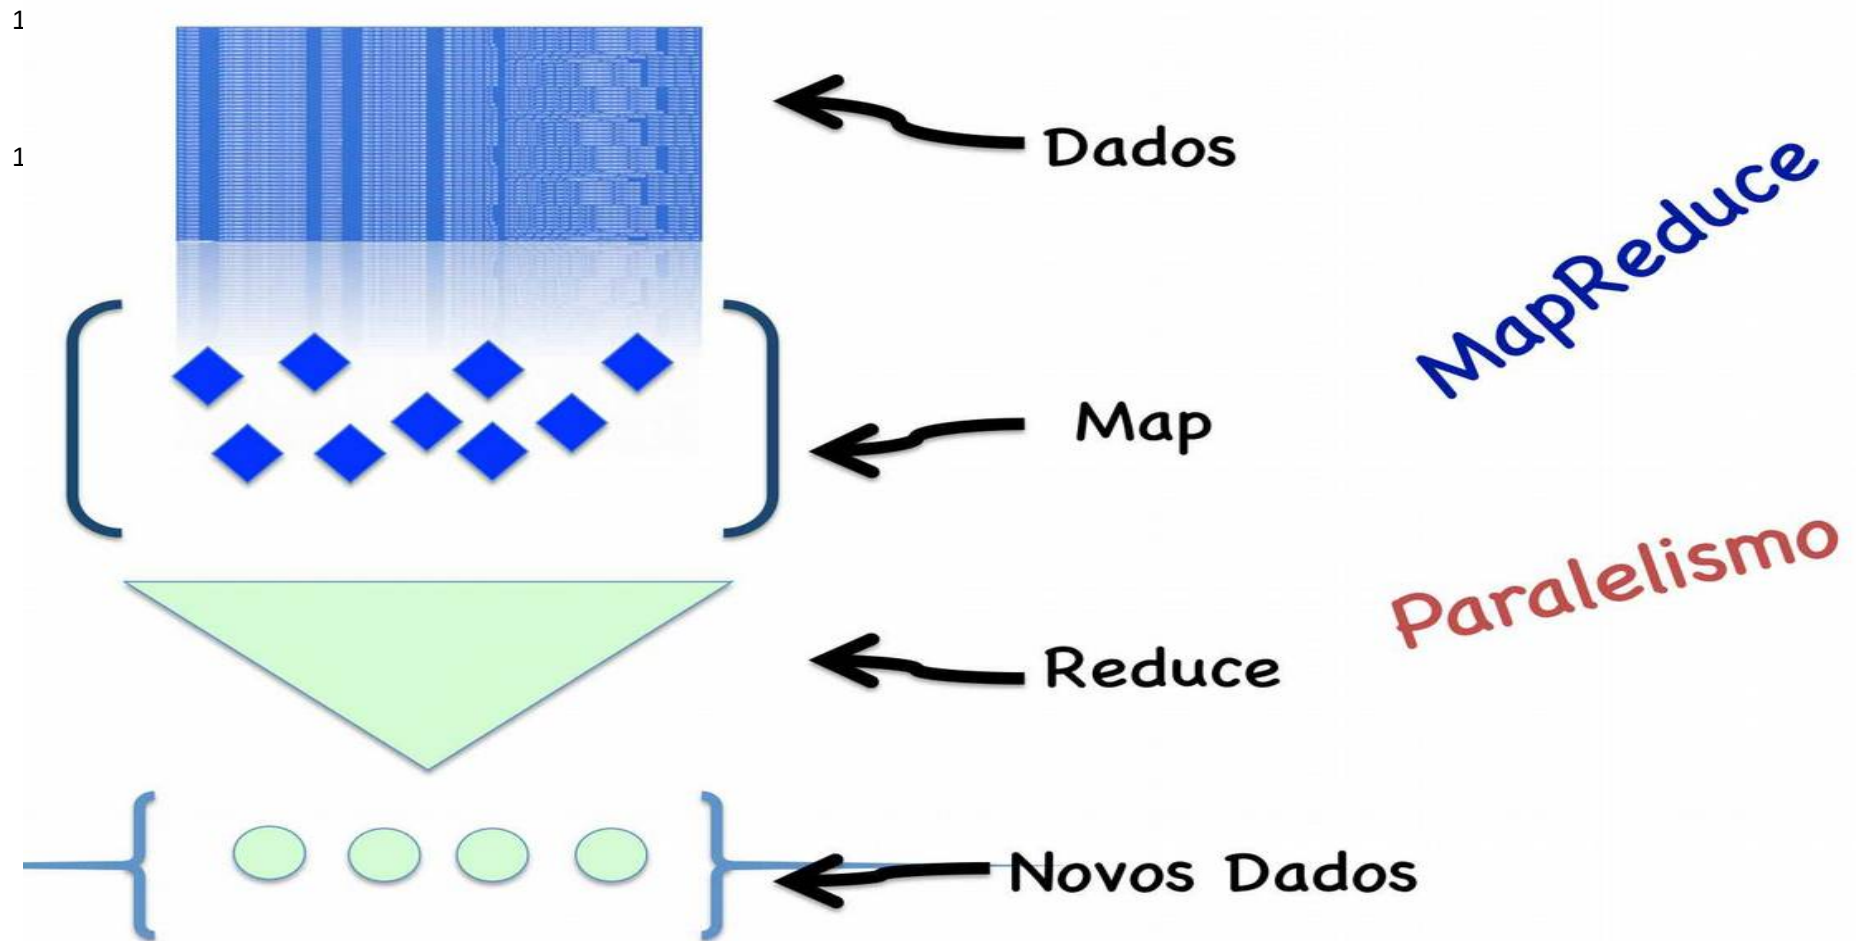 1
Dados
1
MapReduce
Map
Paralelismo
Reduce
Novos Dados